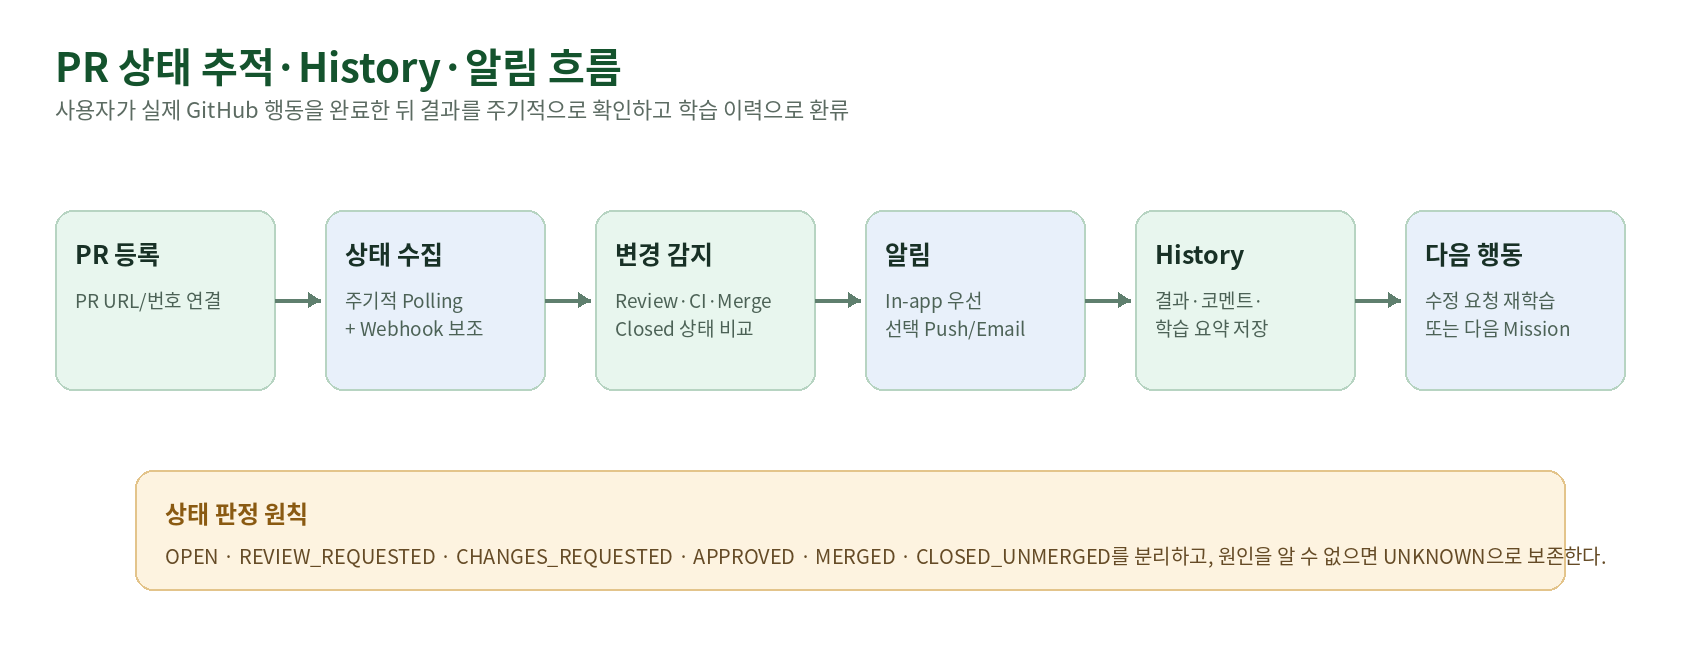 PR 상태 추적·History·알림 흐름
사용자가 실제 GitHub 행동을 완료한 뒤 결과를 주기적으로 확인하고 학습 이력으로 환류
PR 등록
PR URL/번호 연결
상태 수집
주기적 Polling
+ Webhook 보조
변경 감지
Review·CI·Merge
Closed 상태 비교
알림
In-app 우선
선택 Push/Email
History
결과·코멘트·
학습 요약 저장
다음 행동
수정 요청 재학습
또는 다음 Mission
상태 판정 원칙
OPEN · REVIEW_REQUESTED · CHANGES_REQUESTED · APPROVED · MERGED · CLOSED_UNMERGED를 분리하고, 원인을 알 수 없으면 UNKNOWN으로 보존한다.